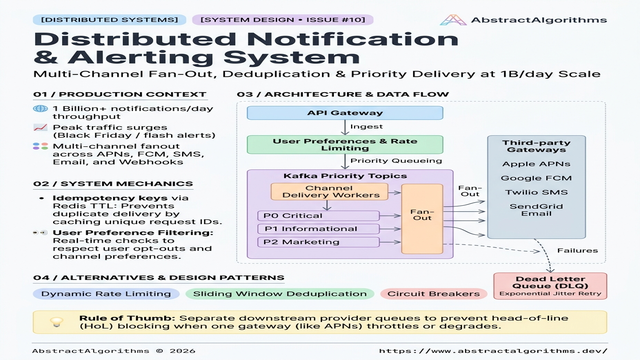 [DISTRIBUTED SYSTEMS] [SYSTEM DESIGN • ISSUE #10]
AbstractAlgorithms
Distributed Notification
& Alerting System
Multi-Channel Fan-Out, Deduplication & Priority Delivery at 1B/day Scale
01 / PRODUCTION CONTEXT
1 Billion+ notifications/day
throughput
Peak traffic surges
(Black Friday / flash alerts)
Multi-channel fanout
across APNs, FCM, SMS,
Email, and Webhooks
02 / SYSTEM MECHANICS
• Idempotency keys via
Redis TTL: Prevents
duplicate delivery by
caching unique request IDs.
User Preference Filtering:
Real-time checks to
respect user opt-outs and
channel preferences.
03 / ARCHITECTURE & DATA FLOW
API Gateway
Ingest
User Preferences & Rate
Limiting
Priority Queueing
Kafka Priority Topics
Channel
Delivery Workers
P0 Critical
P1 Informational
P2 Marketing
Fan-
Out
Fan-
Out
Third-party
Gateways
Apple APNs
Google FCM
Twilio SMS
SendGrid
Email
Failures
Dead Letter
Queue (DLQ)
Exponential Jitter Retry
04 / ALTERNATIVES & DESIGN PATTERNS
Dynamic Rate Limiting
Sliding Window Deduplication
Circuit Breakers
Rule of Thumb: Separate downstream provider queues to prevent head-of-line
(HoL) blocking when one gateway (like APNs) throttles or degrades.
AbstractAlgorithms © 2026
https://www.abstractalgorithms.dev/